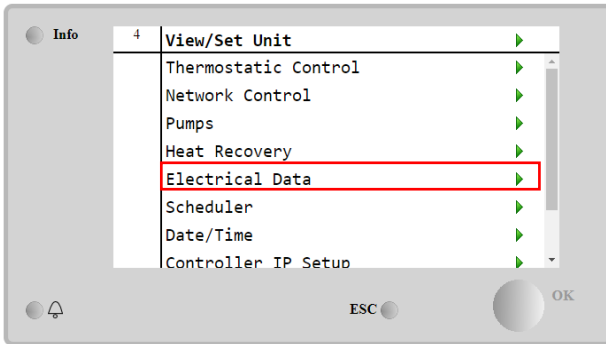 Info
4 View/Set Unit
Thermostatic Control
Network Control
Pumps
Heat Recovery
Electrical Data
Scheduler
Date/Time
Controller IP Setup
ESC
OK